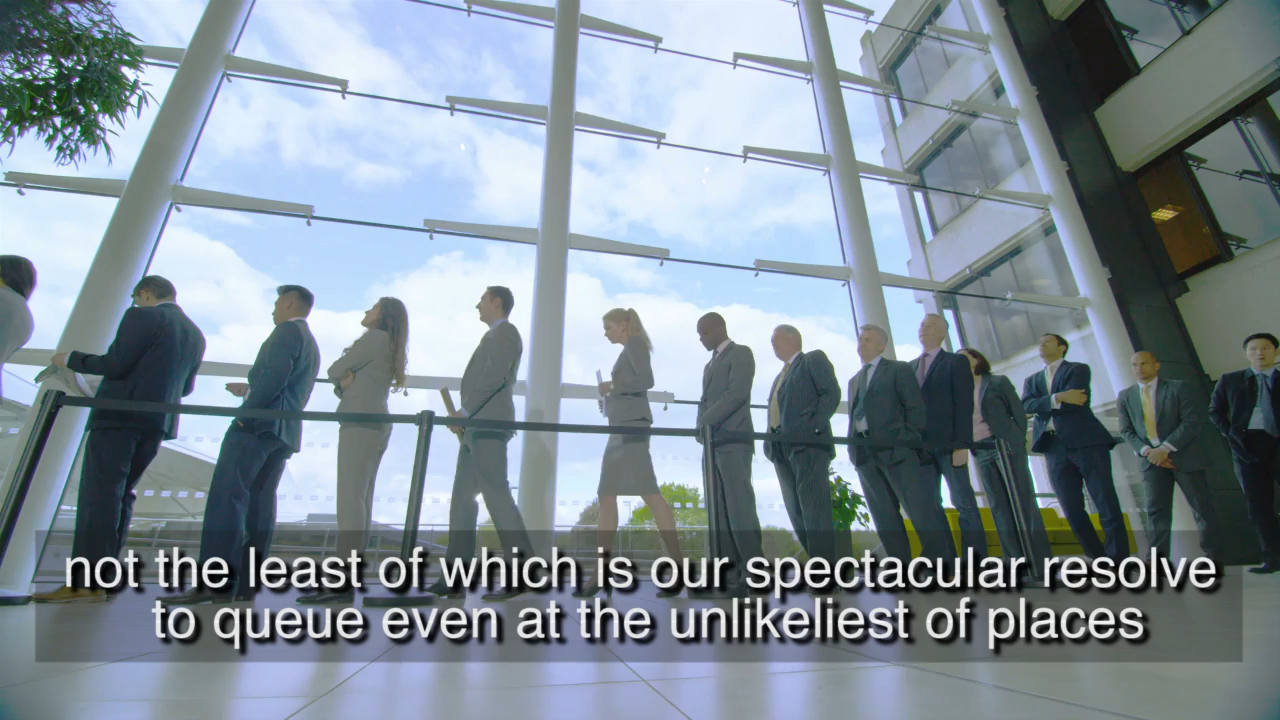 not the least of which is our spectacular resolve
to queue even at the unlikeliest of places